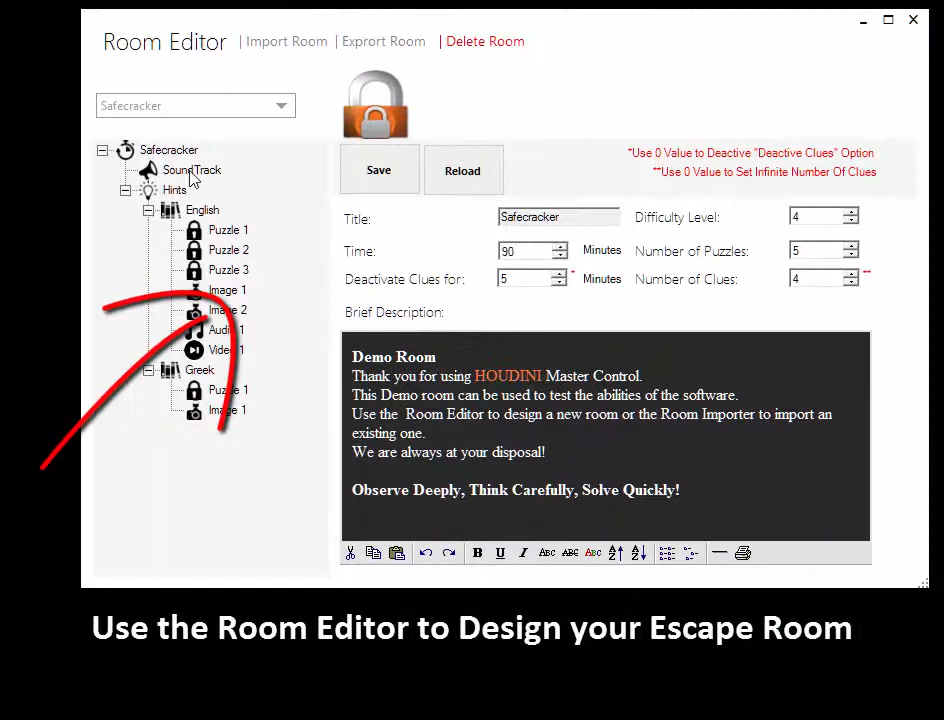 Room Editor | Import Room | Exprort Room | Delete Room
Safecracker
Safecracker
SoundTrack
Hints
English
Puzzle 1
Puzzle 2
Puzzle 3
Image 1
Image 2
Audio 1
Video 1
Greek
Puzzle 1
Image 1
Save
Reload
*Use 0 Value to Deactive "Deactive Clues" Option
**Use 0 Value to Set Infinite Number Of Clues
Title: Safecracker Difficulty Level: 4
Time: 90 Minutes Number of Puzzles: 5
Deactivate Clues for: 5 * Minutes Number of Clues: 4 **
Brief Description:
Demo Room
Thank you for using HOUDINI Master Control.
This Demo room can be used to test the abilities of the software.
Use the Room Editor to design a new room or the Room Importer to import an
existing one.
We are always at your disposal!
Observe Deeply, Think Carefully, Solve Quickly!
B U I ABC ABC ABC
Use the Room Editor to Design your Escape Room